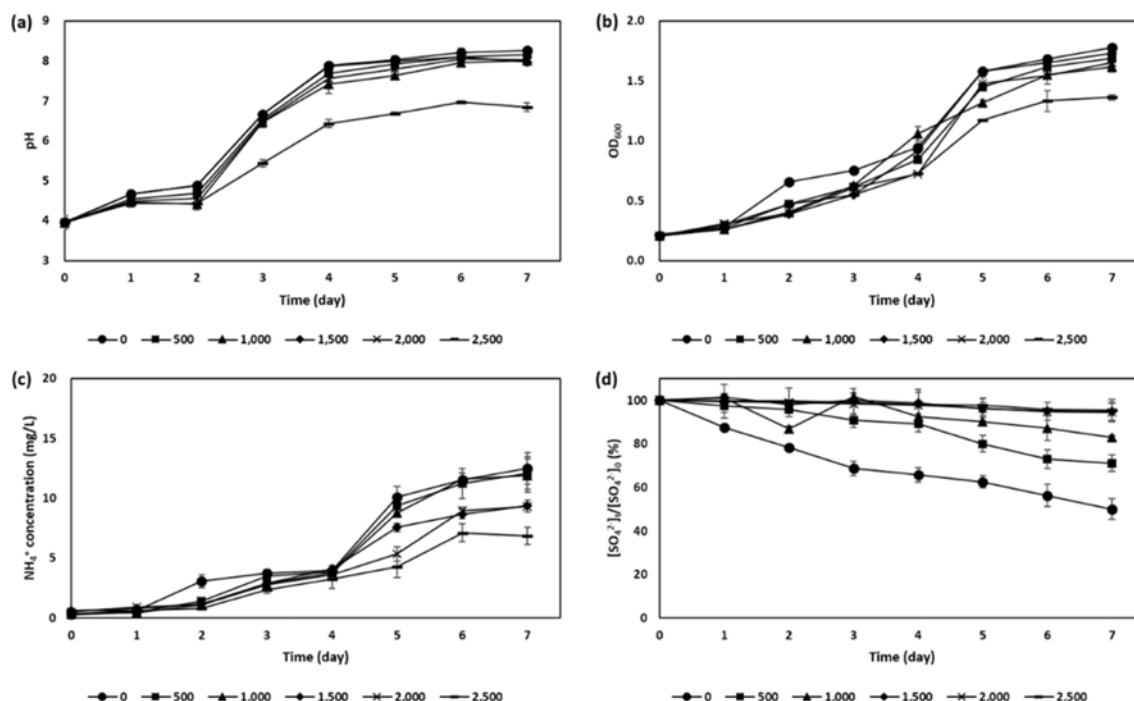 (a)
9
8
7
6
5
4
3
pH
0 1 2 3 4 5 6 7
Time (day)
0 500 1,000 1,500 2,000 2,500
(b)
2.0
1.5
1.0
0.5
0.0
OD₆₀₀
0 1 2 3 4 5 6 7
Time (day)
0 500 1,000 1,500 2,000 2,500
(c)
20
15
10
5
0
NH₄⁺ concentration (mg/L)
0 1 2 3 4 5 6 7
Time (day)
0 500 1,000 1,500 2,000 2,500
(d)
100
80
60
40
20
0
[SO₄²⁻]ₜ/[SO₄²⁻]₀ (%)
0 1 2 3 4 5 6 7
Time (day)
0 500 1,000 1,500 2,000 2,500